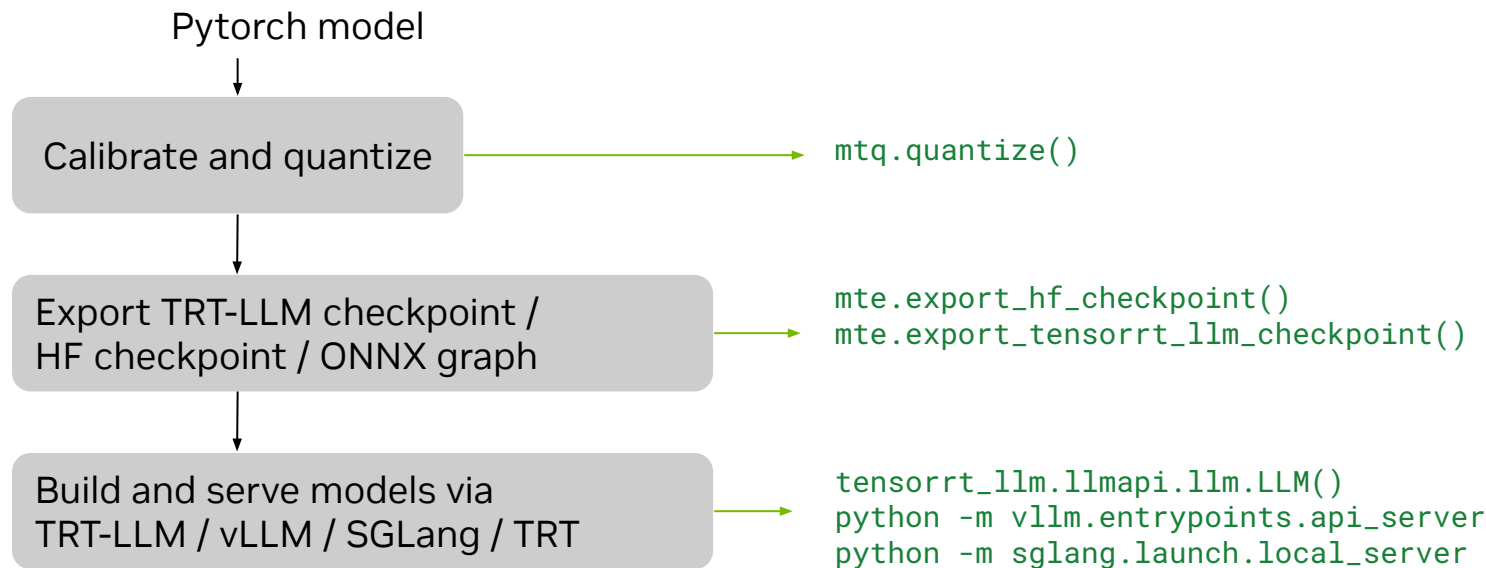 Pytorch model
Calibrate and quantize
mtq.quantize()
Export TRT-LLM checkpoint /
HF checkpoint / ONNX graph
mte.export_hf_checkpoint()
mte.export_tensorrt_llm_checkpoint()
Build and serve models via
TRT-LLM / vLLM / SGLang / TRT
tensorrt_llm.llmapi.llm.LLM()
python -m vllm.entrypoints.api_server
python -m sglang.launch.local_server